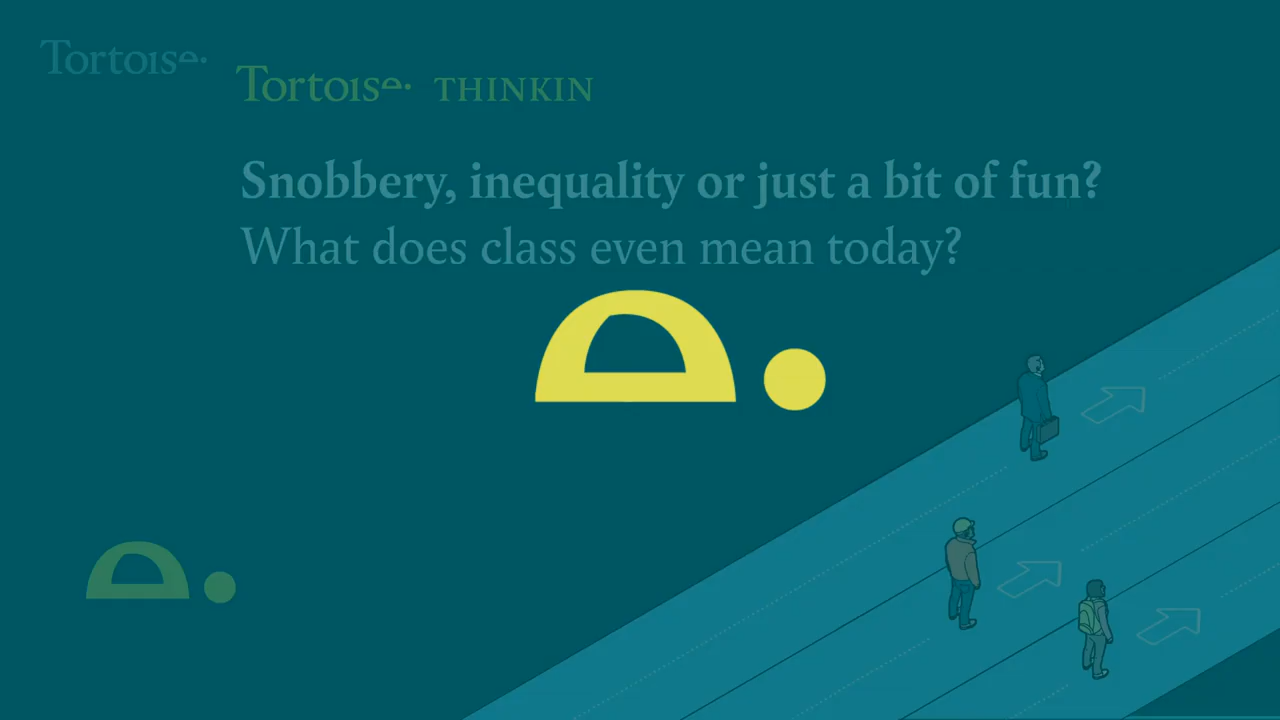 Tortoise.
Tortoise. THINKIN
Snobbery, inequality or just a bit of fun?
What does class even mean today?
e.
e.